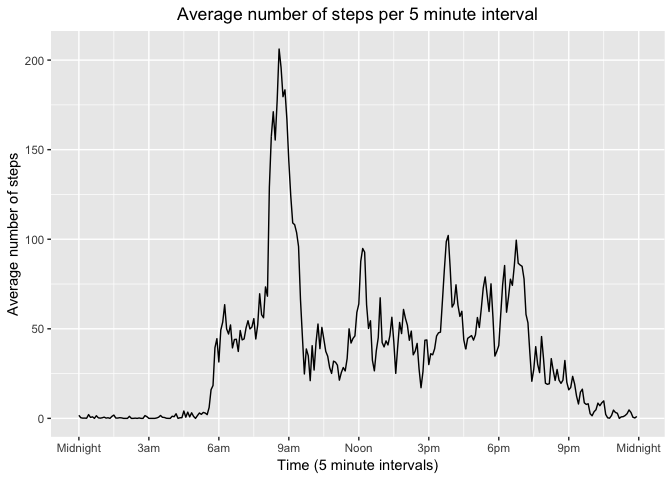 Average number of steps per 5 minute interval
Average number of steps
200
150
100
50
0
Midnight 3am 6am 9am Noon 3pm 6pm 9pm Midnight
Time (5 minute intervals)